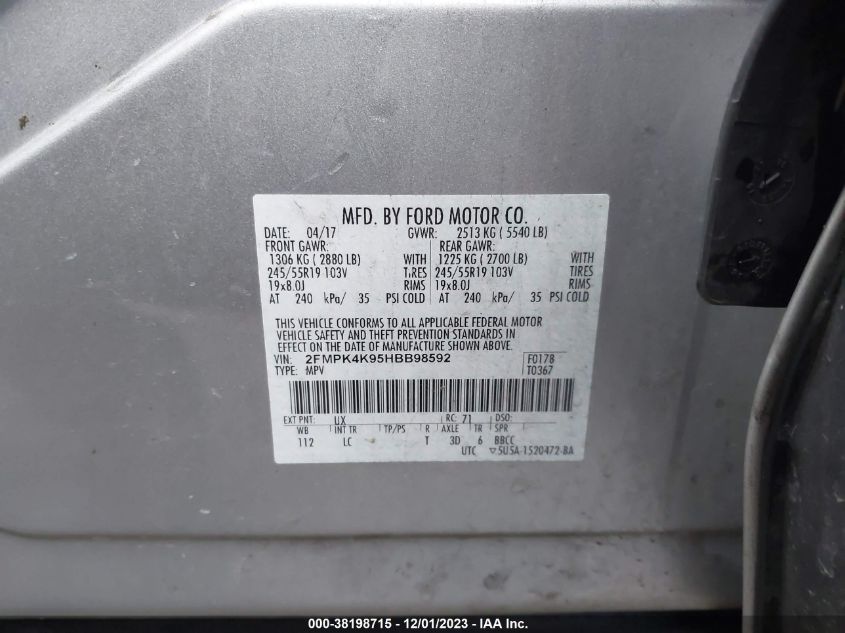 MFD. BY FORD MOTOR CO.
DATE: 04/17 GVWR: 2513 KG ( 5540 LB)
FRONT GAWR: REAR GAWR:
1306 KG ( 2880 LB) WITH 1225 KG ( 2700 LB) WITH
245/55R19 103V TIRES 245/55R19 103V TIRES
19x8.0J RIMS 19x8.0J RIMS
AT 240 kPa/ 35 PSI COLD AT 240 kPa/ 35 PSI COLD
THIS VEHICLE CONFORMS TO ALL APPLICABLE FEDERAL MOTOR
VEHICLE SAFETY AND THEFT PREVENTION STANDARDS IN
EFFECT ON THE DATE OF MANUFACTURE SHOWN ABOVE.
VIN: 2FMPK4K95HBB98592 F0178
TYPE: MPV T0367
EXT PNT: UX RC: 71 DSO:
WB INT TR TP/PS R AXLE TR SPR
112 LC T 3D 6 BBCC
UTC ▽5U5A-1520472-BA
000-38198715 - 12/01/2023 - 1 - IAA Inc.